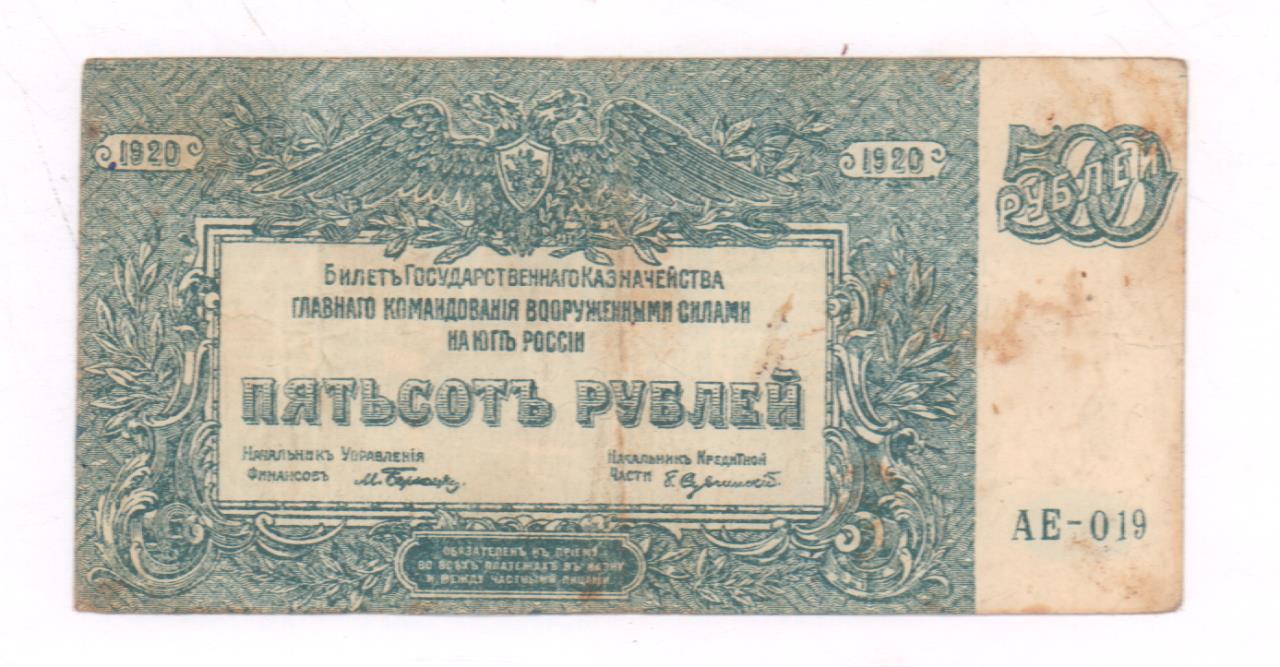 1920
1920
500
РУБЛЕЙ
БИЛЕТЪ ГОСУДАРСТВЕННАГО КАЗНАЧЕЙСТВА
ГЛАВНАГО КОМАНДОВАНІЯ ВООРУЖЕННЫМИ СИЛАМИ
НА ЮГѢ РОССІИ
ПЯТЬСОТЪ РУБЛЕЙ
НАЧАЛЬНИКЪ УПРАВЛЕНІЯ
ФИНАНСОВЪ
НАЧАЛЬНИКЪ КРЕДИТНОЙ
ЧАСТИ
АЕ-019
ОБЯЗАТЕЛЕНЪ КЪ ПРІЕМУ
ВО ВСѢХЪ ПЛАТЕЖАХЪ ВЪ КАЗНУ
И МЕЖДУ ЧАСТНЫМИ ЛИЦАМИ